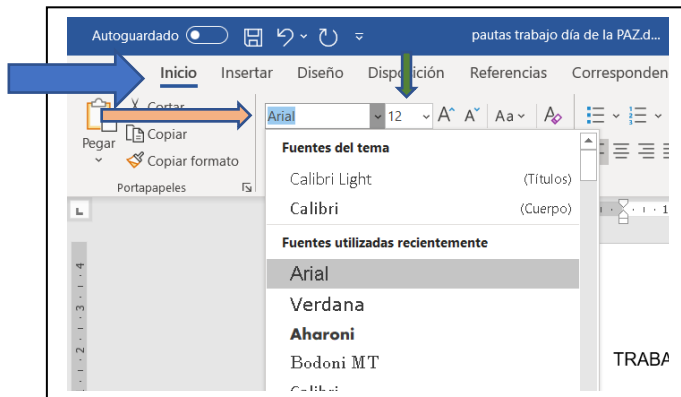 Autoguardado pautas trabajo día de la PAZ.d...
Inicio Insertar Diseño Disposición Referencias Corresponden
Cortar Arial 12 Aa
Pegar Copiar
Copiar formato
Portapapeles
Fuentes del tema
Calibri Light (Títulos)
Calibri (Cuerpo)
Fuentes utilizadas recientemente
Arial
Verdana
Aharoni
Bodoni MT
Calibri
TRABA